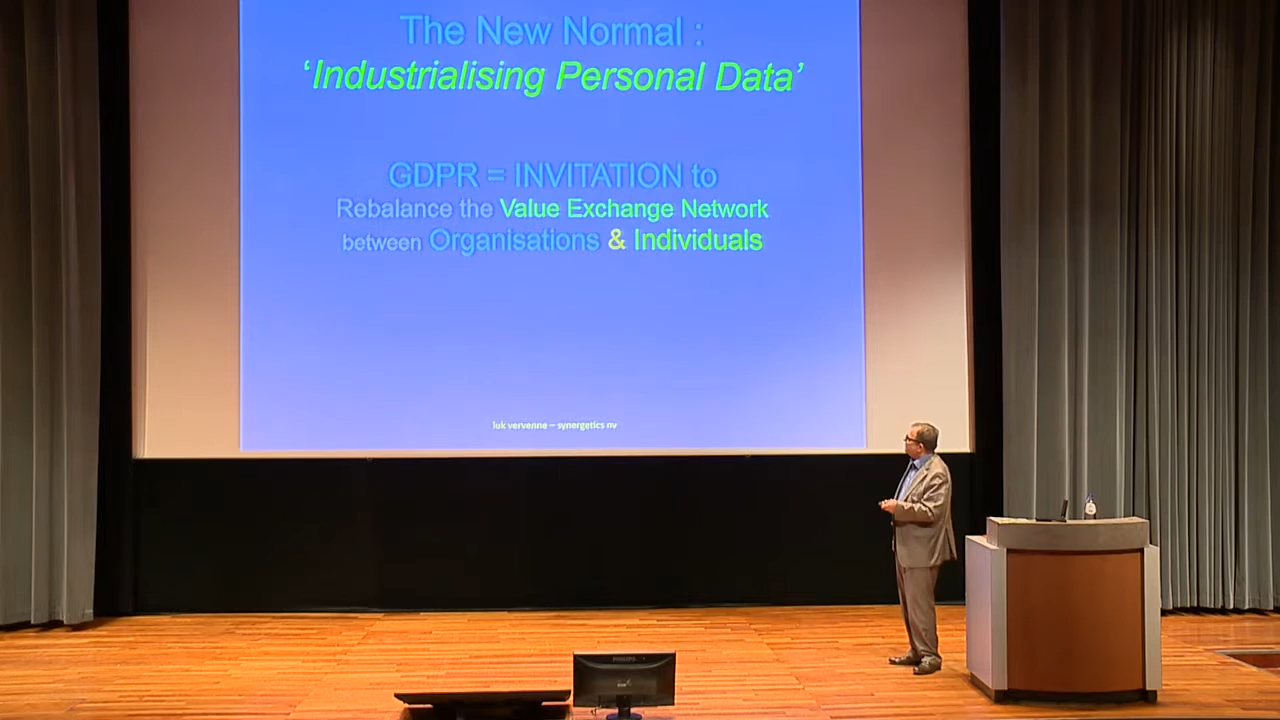 The New Normal :
‘Industrialising Personal Data’
GDPR = INVITATION to
Rebalance the Value Exchange Network
between Organisations & Individuals
luk vervenne – synergetics nv
PHILIPS